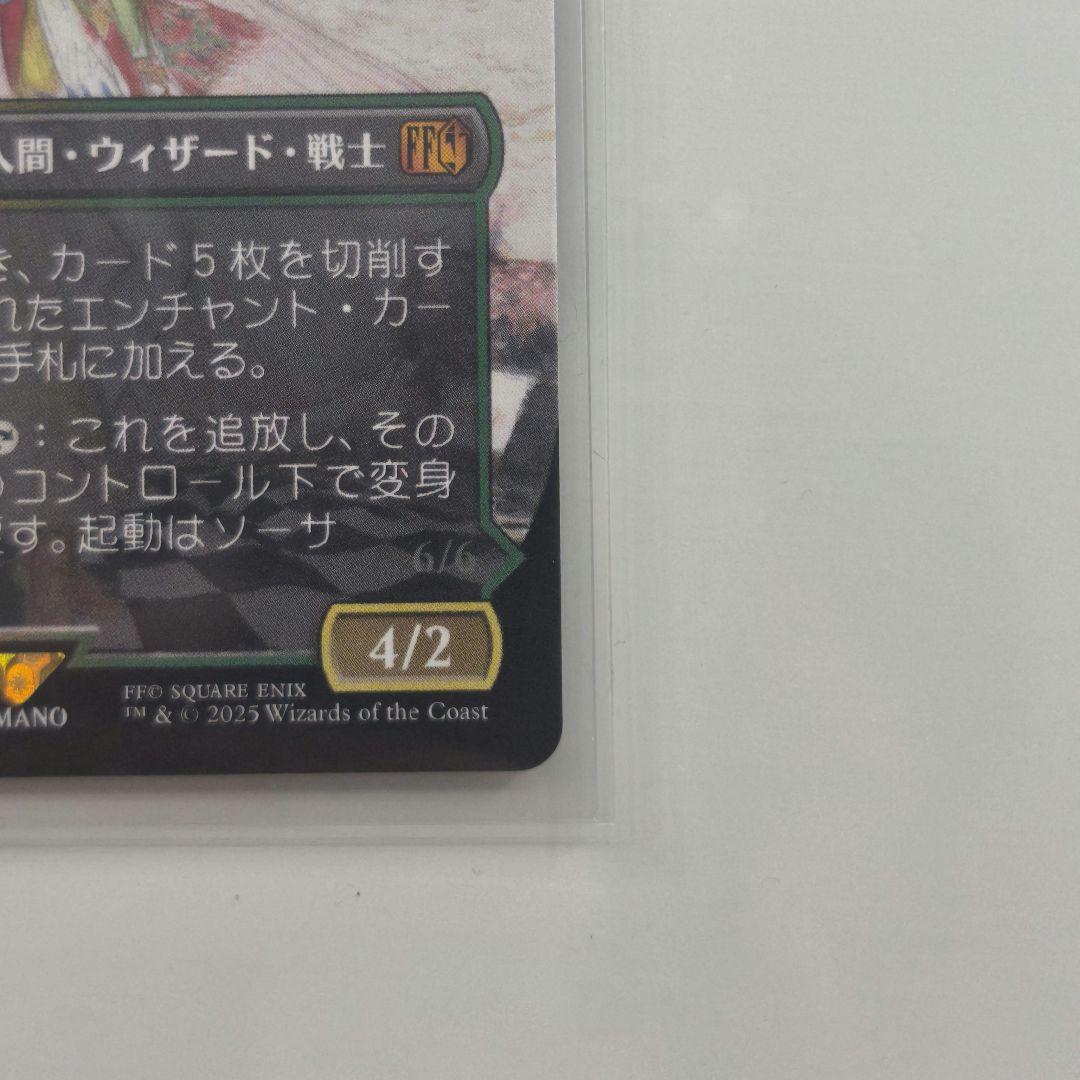 人間・ウィザード・戦士 FF
き、カード5枚を切削す
れたエンチャント・カー
手札に加える。
：これを追放し、その
のコントロール下で変身
す。起動はソーサ
6/6
4/2
FF© SQUARE ENIX
MANO
™ & © 2025 Wizards of the Coast